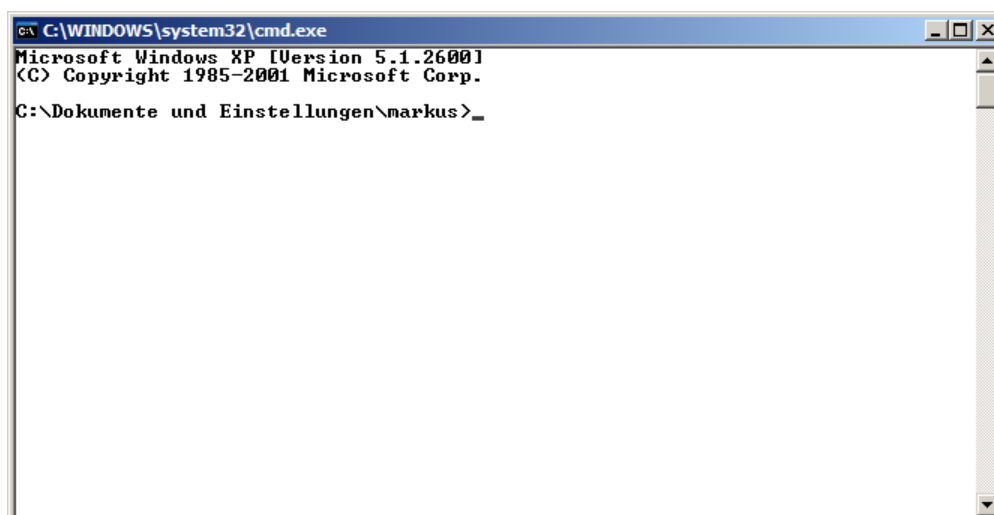 C:\WINDOWS\system32\cmd.exe
Microsoft Windows XP [Version 5.1.2600]
(C) Copyright 1985-2001 Microsoft Corp.
C:\Dokumente und Einstellungen\markus>_